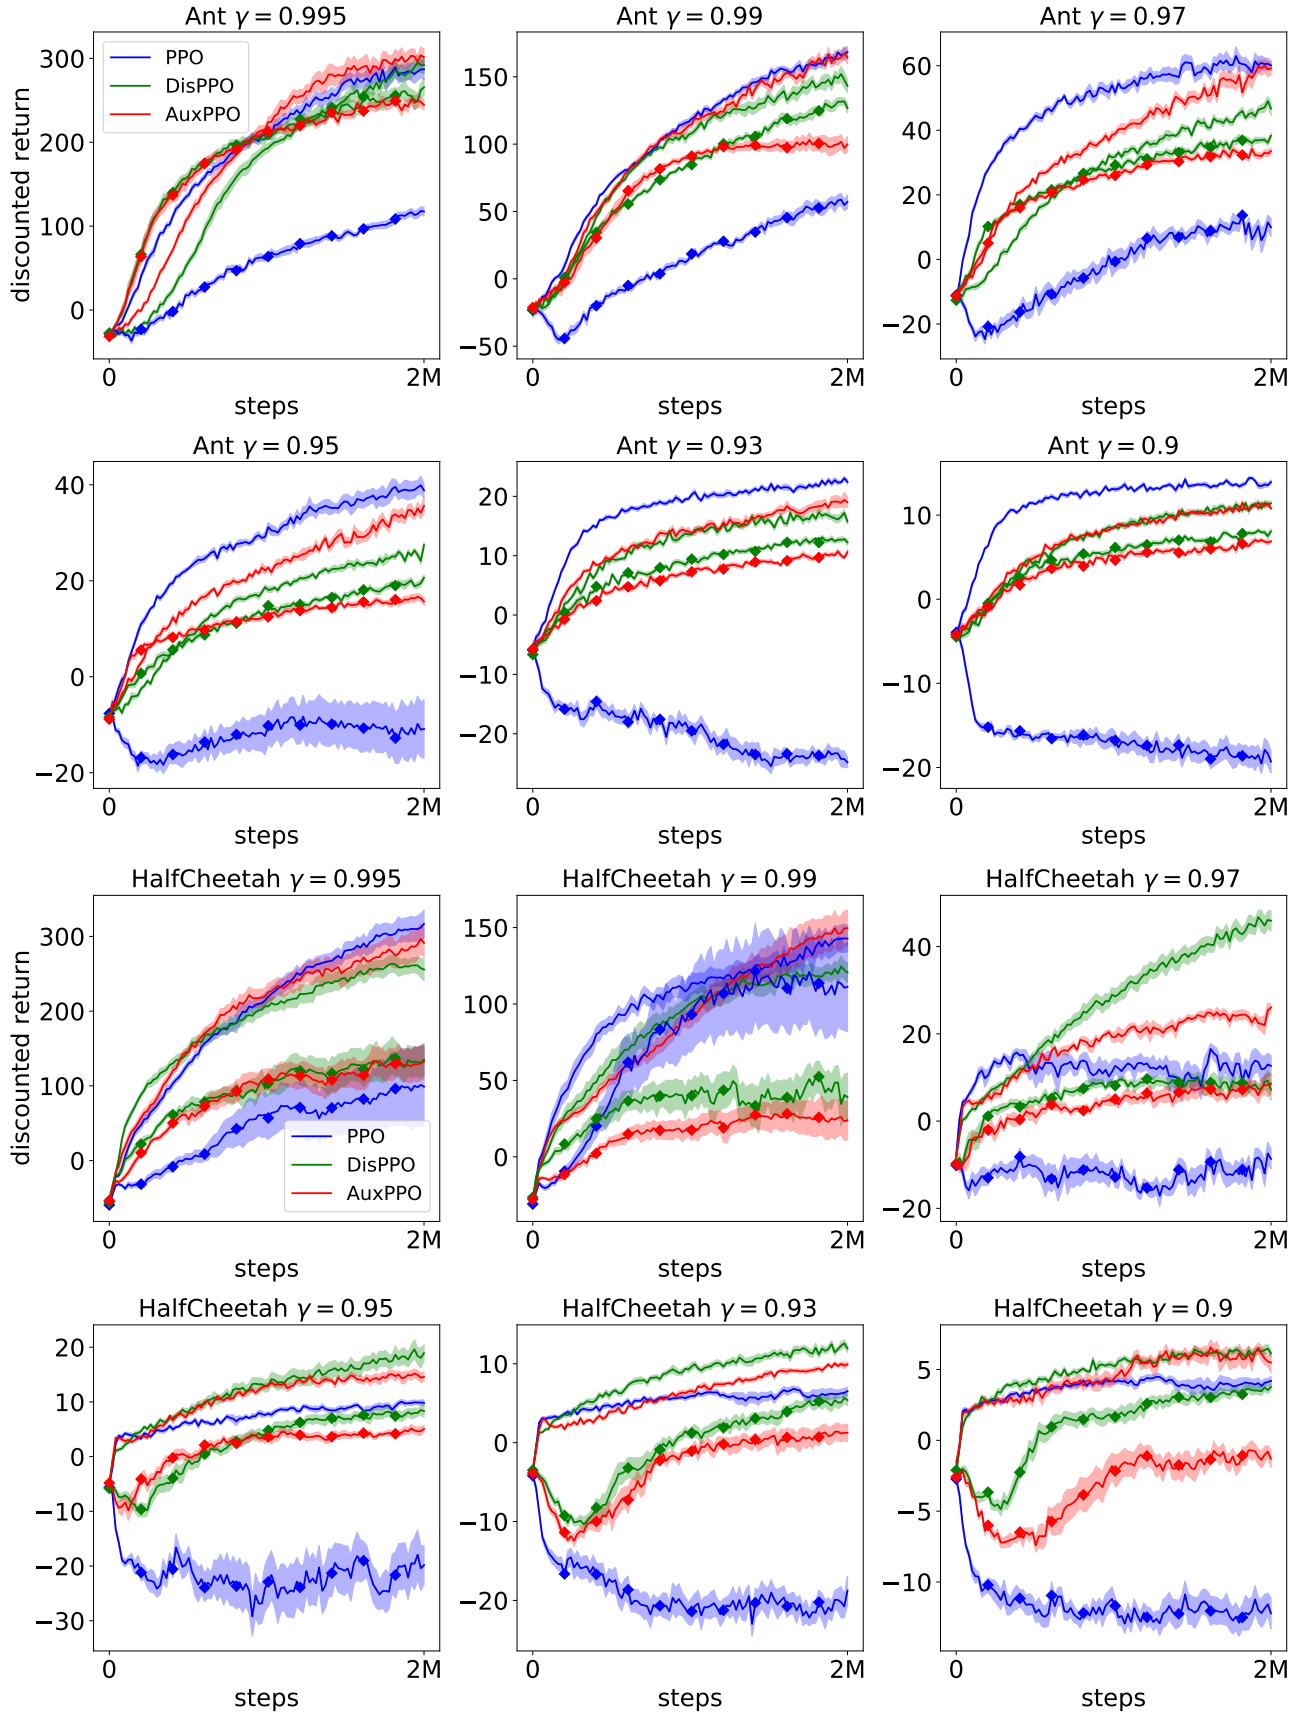 Ant γ = 0.995
Ant γ = 0.99
Ant γ = 0.97
discounted return
300
200
100
0
PPO
DisPPO
AuxPPO
0
2M
steps
150
100
50
0
−50
0
2M
steps
60
40
20
0
−20
0
2M
steps
Ant γ = 0.95
Ant γ = 0.93
Ant γ = 0.9
40
20
0
−20
0
2M
steps
20
10
0
−10
−20
0
2M
steps
10
0
−10
−20
0
2M
steps
HalfCheetah γ = 0.995
HalfCheetah γ = 0.99
HalfCheetah γ = 0.97
discounted return
300
200
100
0
PPO
DisPPO
AuxPPO
0
2M
steps
150
100
50
0
0
2M
steps
40
20
0
−20
0
2M
steps
HalfCheetah γ = 0.95
HalfCheetah γ = 0.93
HalfCheetah γ = 0.9
20
10
0
−10
−20
−30
0
2M
steps
10
0
−10
−20
0
2M
steps
5
0
−5
−10
0
2M
steps